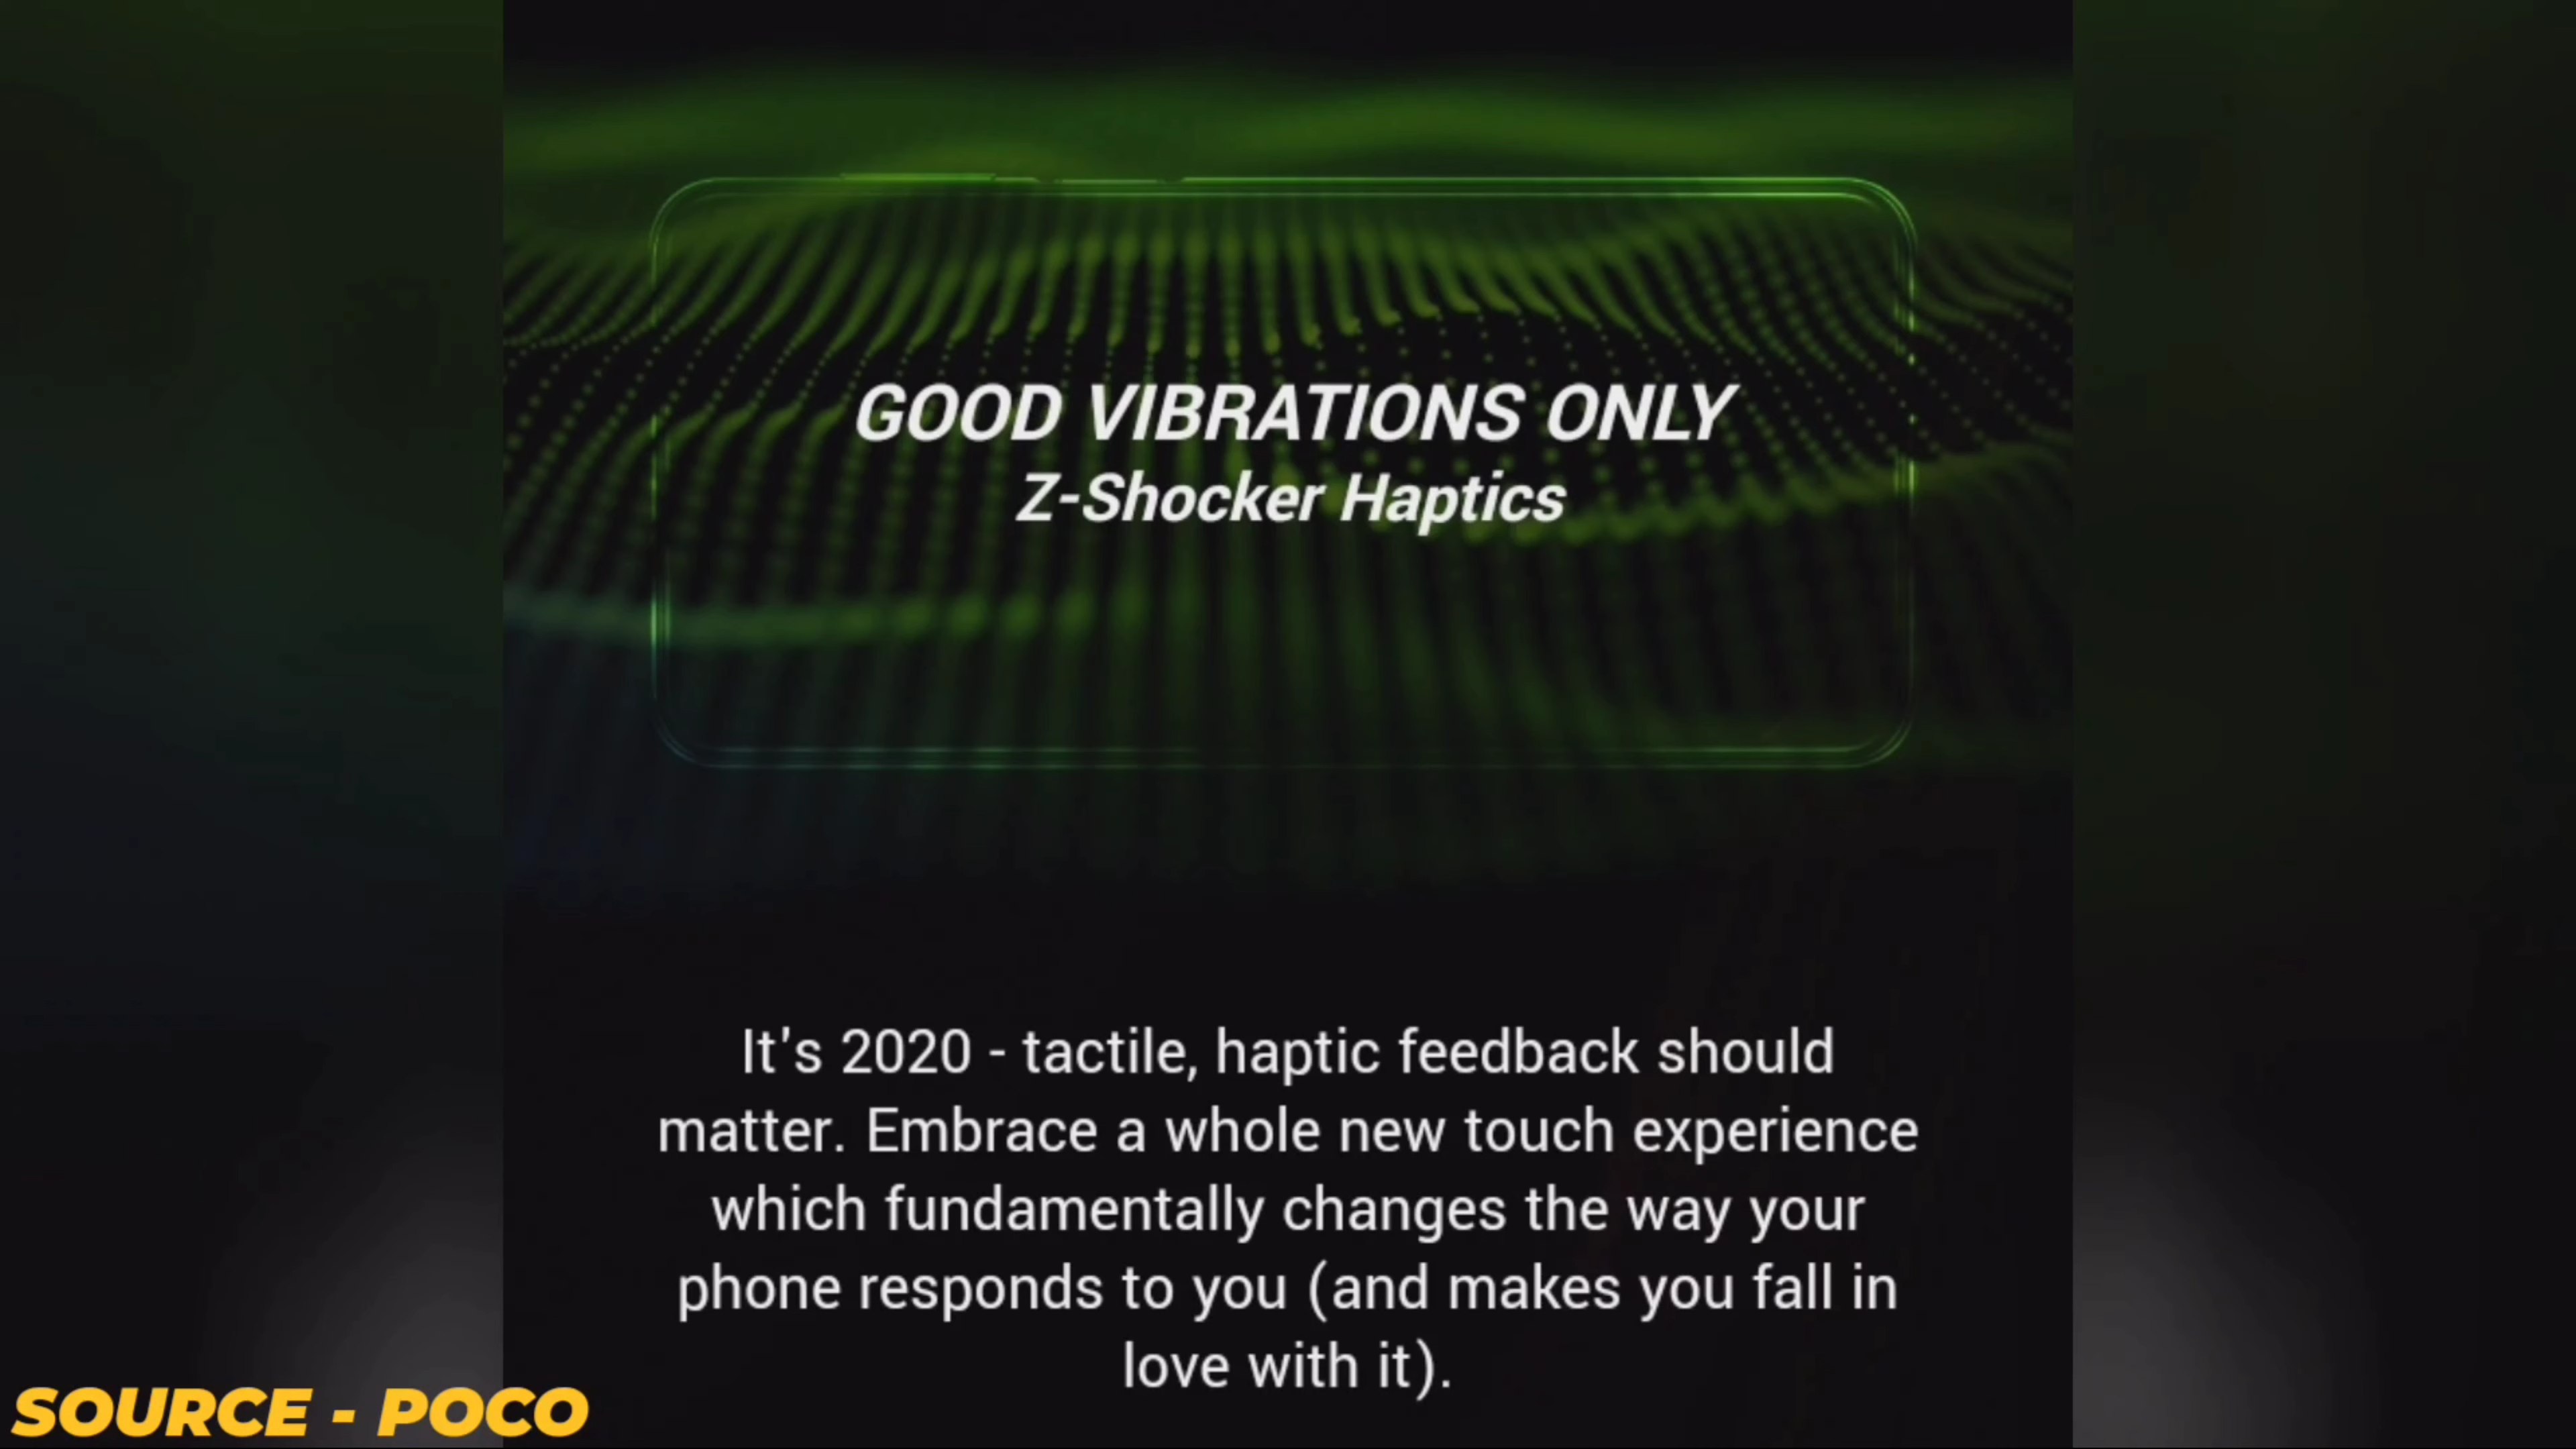 GOOD VIBRATIONS ONLY
Z-Shocker Haptics
It's 2020 - tactile, haptic feedback should
matter. Embrace a whole new touch experience
which fundamentally changes the way your
phone responds to you (and makes you fall in
love with it).
SOURCE - POCO